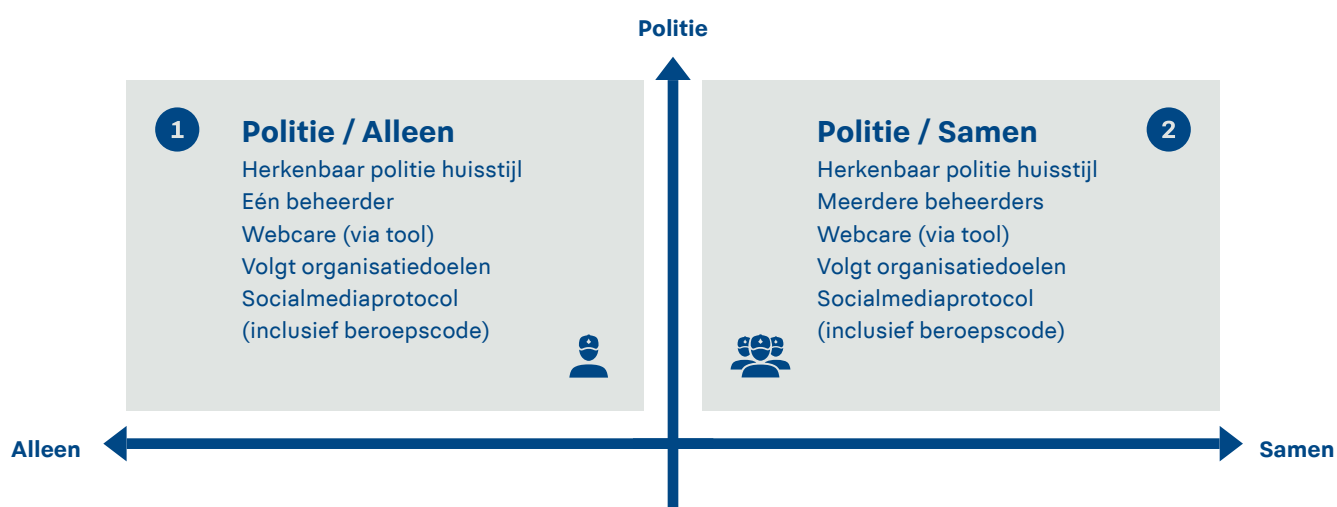 Politie
1
Politie / Alleen
Herkenbaar politie huisstijl
Eén beheerder
Webcare (via tool)
Volgt organisatiedoelen
Socialmediaprotocol
(inclusief beroepscode)
Politie / Samen
2
Herkenbaar politie huisstijl
Meerdere beheerders
Webcare (via tool)
Volgt organisatiedoelen
Socialmediaprotocol
(inclusief beroepscode)
Alleen
Samen